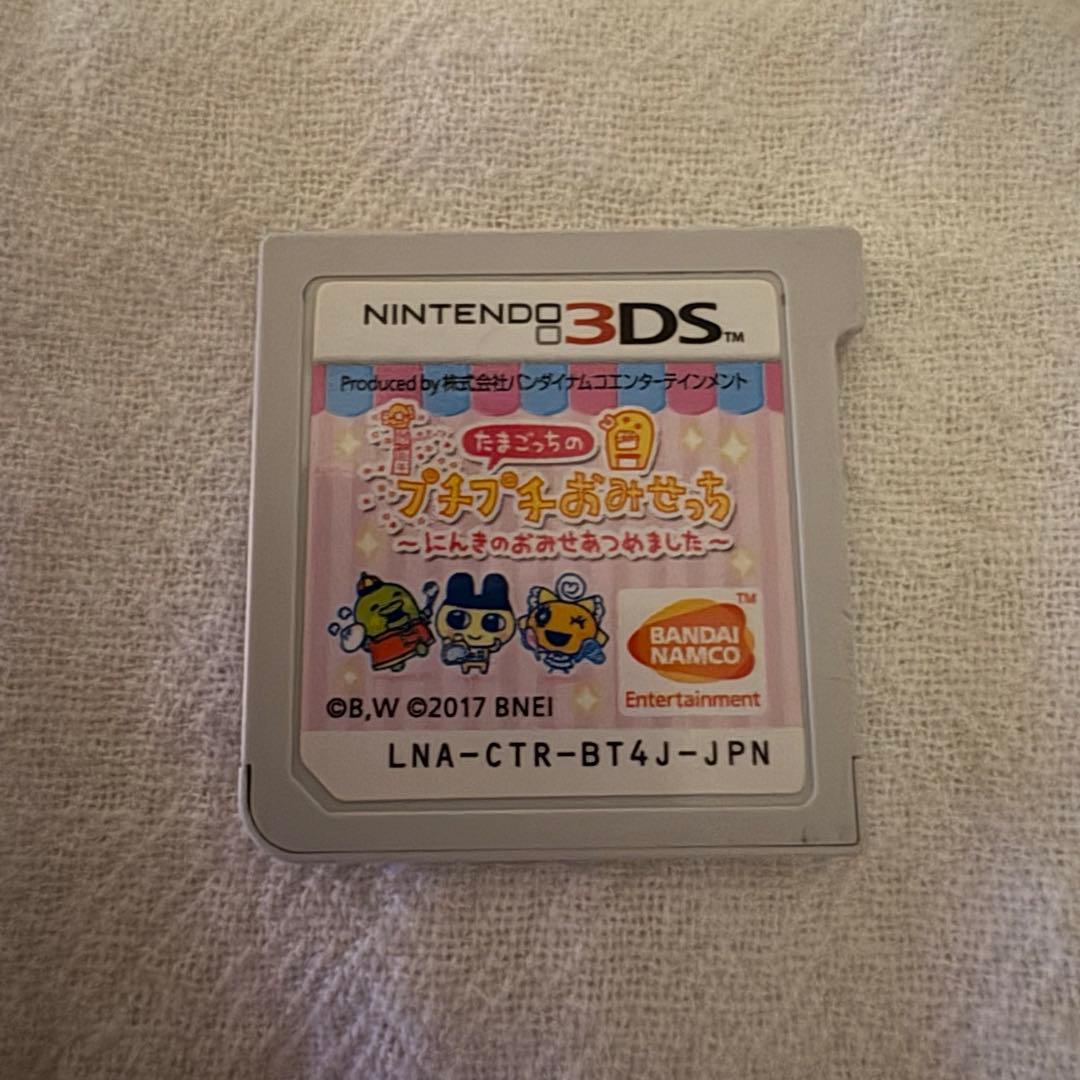 NINTENDO3DS™
Produced by 株式会社バンダイナムコエンターテインメント
たまごっちの
プチプチおみせっち
～にんきのおみせあつめました～
BANDAI
NAMCO
™
Entertainment
©B,W ©2017 BNEI
LNA-CTR-BT4J-JPN